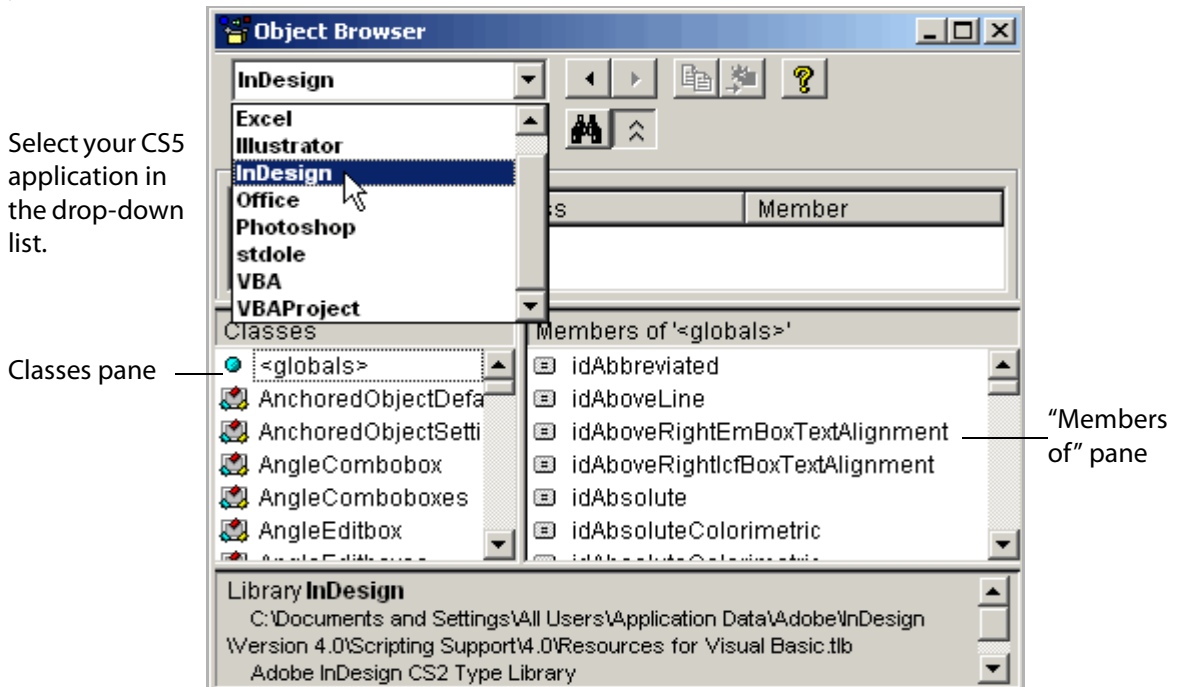 Object Browser
InDesign
Excel
Illustrator
InDesign
Office
Photoshop
stdole
VBA
VBAProject
Member
Select your CS5
application in
the drop-down
list.
Classes
Members of '<globals>'
Classes pane
<globals>
AnchoredObjectDefa
AnchoredObjectSetti
AngleCombobox
AngleComboboxes
AngleEditbox
idAbbreviated
idAboveLine
idAboveRightEmBoxTextAlignment
idAboveRightIcfBoxTextAlignment
idAbsolute
idAbsoluteColorimetric
"Members
of" pane
Library InDesign
C:\Documents and Settings\All Users\Application Data\Adobe\InDesign
\Version 4.0\Scripting Support\4.0\Resources for Visual Basic.tlb
Adobe InDesign CS2 Type Library